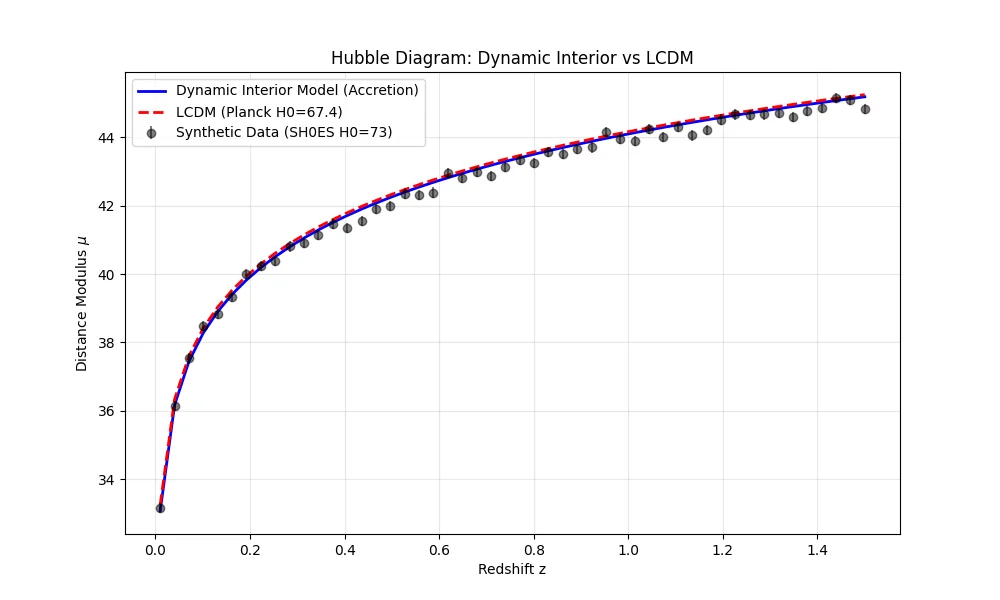 Hubble Diagram: Dynamic Interior vs LCDM
Dynamic Interior Model (Accretion)
LCDM (Planck H0=67.4)
Synthetic Data (SH0ES H0=73)
Distance Modulus μ
44
42
40
38
36
34
0.0 0.2 0.4 0.6 0.8 1.0 1.2 1.4
Redshift z